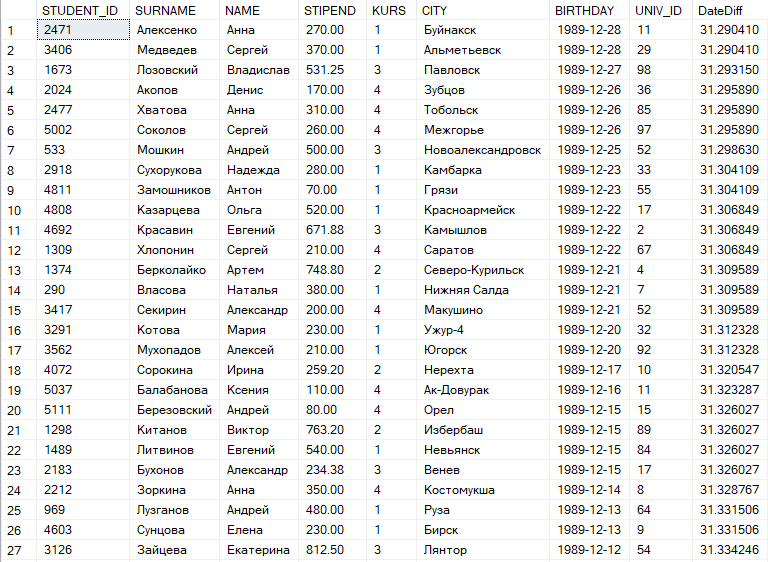 STUDENT_ID SURNAME NAME STIPEND KURS CITY BIRTHDAY UNIV_ID DateDiff
1 2471 Алексенко Анна 270.00 1 Буйнакск 1989-12-28 11 31.290410
2 3406 Медведев Сергей 370.00 1 Альметьевск 1989-12-28 29 31.290410
3 1673 Лозовский Владислав 531.25 3 Павловск 1989-12-27 98 31.293150
4 2024 Акопов Денис 170.00 4 Зубцов 1989-12-26 36 31.295890
5 2477 Хватова Анна 310.00 4 Тобольск 1989-12-26 85 31.295890
6 5002 Соколов Сергей 260.00 4 Межгорье 1989-12-26 97 31.295890
7 533 Мошкин Андрей 500.00 3 Новоалександровск 1989-12-25 52 31.298630
8 2918 Сухорукова Надежда 280.00 1 Камбарка 1989-12-23 33 31.304109
9 4811 Замошников Антон 70.00 1 Грязи 1989-12-23 55 31.304109
10 4808 Казарцева Ольга 520.00 1 Красноармейск 1989-12-22 17 31.306849
11 4692 Красавин Евгений 671.88 3 Камышлов 1989-12-22 2 31.306849
12 1309 Хлопонин Сергей 210.00 4 Саратов 1989-12-22 67 31.306849
13 1374 Берколайко Артем 748.80 2 Северо-Курильск 1989-12-21 4 31.309589
14 290 Власова Наталья 380.00 1 Нижняя Салда 1989-12-21 7 31.309589
15 3417 Секирин Александр 200.00 4 Макушино 1989-12-21 52 31.309589
16 3291 Котова Мария 230.00 1 Ужур-4 1989-12-20 32 31.312328
17 3562 Мухопадов Алексей 210.00 1 Югорск 1989-12-20 92 31.312328
18 4072 Сорокина Ирина 259.20 2 Нерехта 1989-12-17 10 31.320547
19 5037 Балабанова Ксения 110.00 4 Ак-Довурак 1989-12-16 11 31.323287
20 5111 Березовский Андрей 80.00 4 Орел 1989-12-15 15 31.326027
21 1298 Китанов Виктор 763.20 2 Избербаш 1989-12-15 89 31.326027
22 1489 Литвинов Евгений 540.00 1 Невьянск 1989-12-15 84 31.326027
23 2183 Бухонов Александр 234.38 3 Венев 1989-12-15 17 31.326027
24 2212 Зоркина Анна 350.00 4 Костомукша 1989-12-14 8 31.328767
25 969 Лузганов Андрей 480.00 1 Руза 1989-12-13 64 31.331506
26 4603 Сунцова Елена 230.00 1 Бирск 1989-12-13 9 31.331506
27 3126 Зайцева Екатерина 812.50 3 Лянтор 1989-12-12 54 31.334246